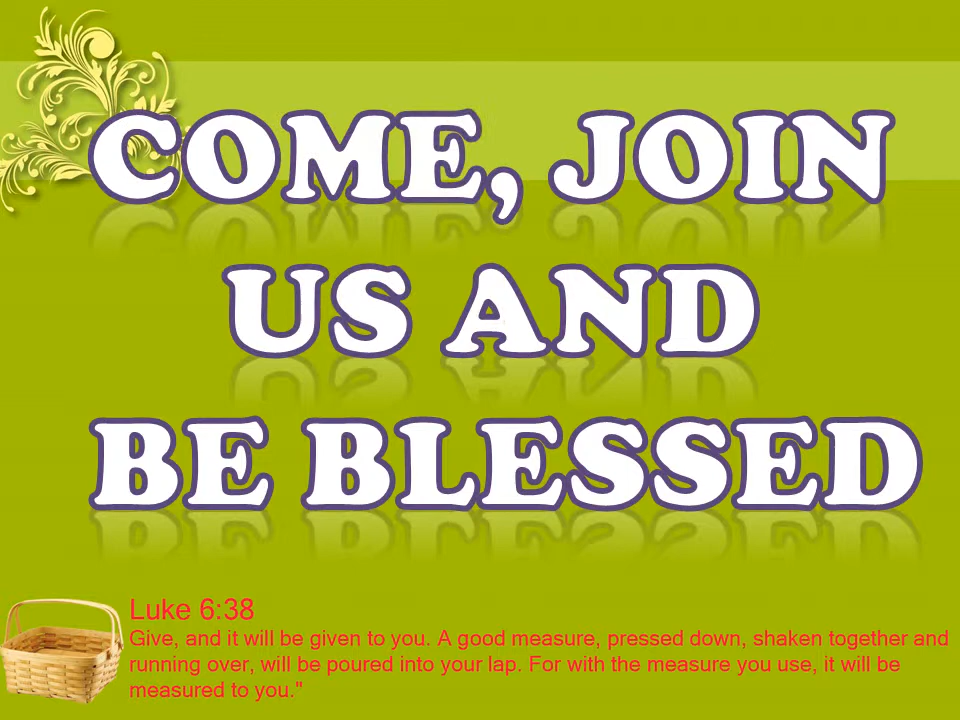 COME, JOIN
US AND
BE BLESSED
Luke 6:38
Give, and it will be given to you. A good measure, pressed down, shaken together and
running over, will be poured into your lap. For with the measure you use, it will be
measured to you."